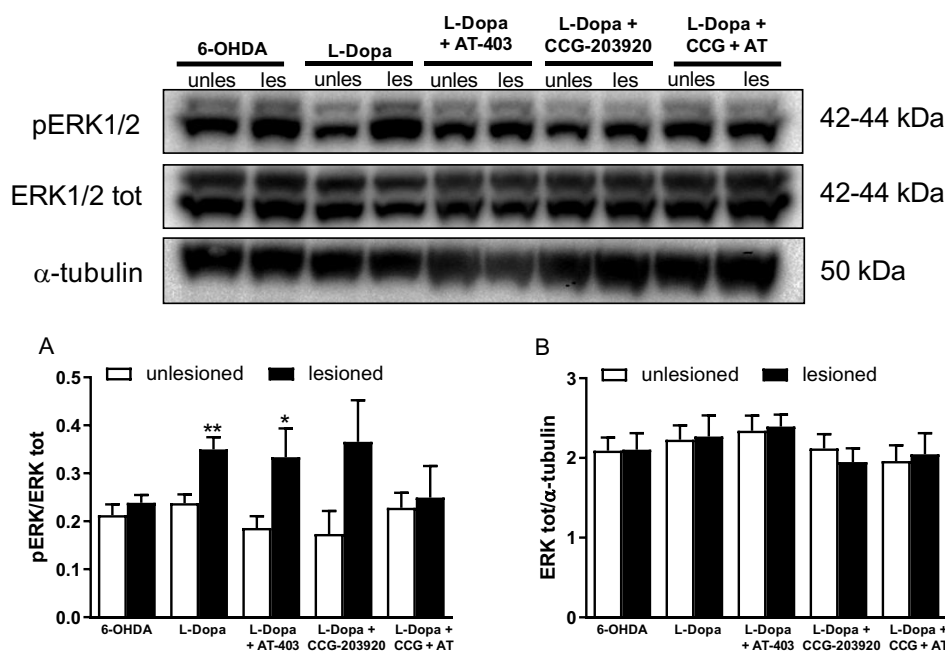 6-OHDA
L-Dopa
L-Dopa
+ AT-403
L-Dopa +
CCG-203920
L-Dopa +
CCG + AT
unles les unles les unles les unles les unles les
pERK1/2
42-44 kDa
ERK1/2 tot
42-44 kDa
α-tubulin
50 kDa
A
unlesioned lesioned
pERK/ERK tot
0.5
0.4
0.3
0.2
0.1
0.0
**
*
6-OHDA
L-Dopa
L-Dopa
+ AT-403
L-Dopa +
CCG-203920
L-Dopa +
CCG + AT
B
unlesioned lesioned
ERK tot/α-tubulin
3
2
1
0
6-OHDA
L-Dopa
L-Dopa
+ AT-403
L-Dopa +
CCG-203920
L-Dopa +
CCG + AT